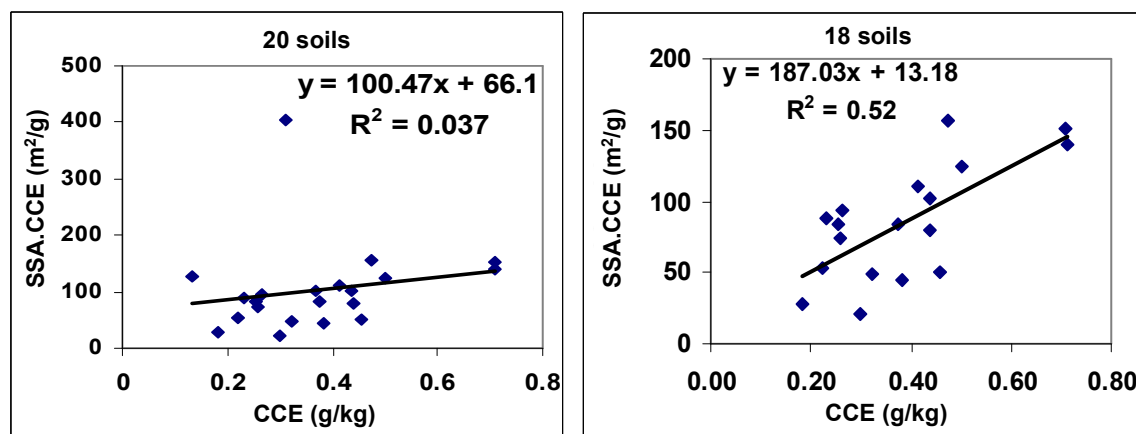 20 soils
y = 100.47x + 66.1
R² = 0.037
500
400
300
200
100
0
SSA.CCE (m²/g)
0 0.2 0.4 0.6 0.8
CCE (g/kg)
18 soils
y = 187.03x + 13.18
R² = 0.52
200
150
100
50
0
SSA.CCE (m²/g)
0.00 0.20 0.40 0.60 0.80
CCE (g/kg)